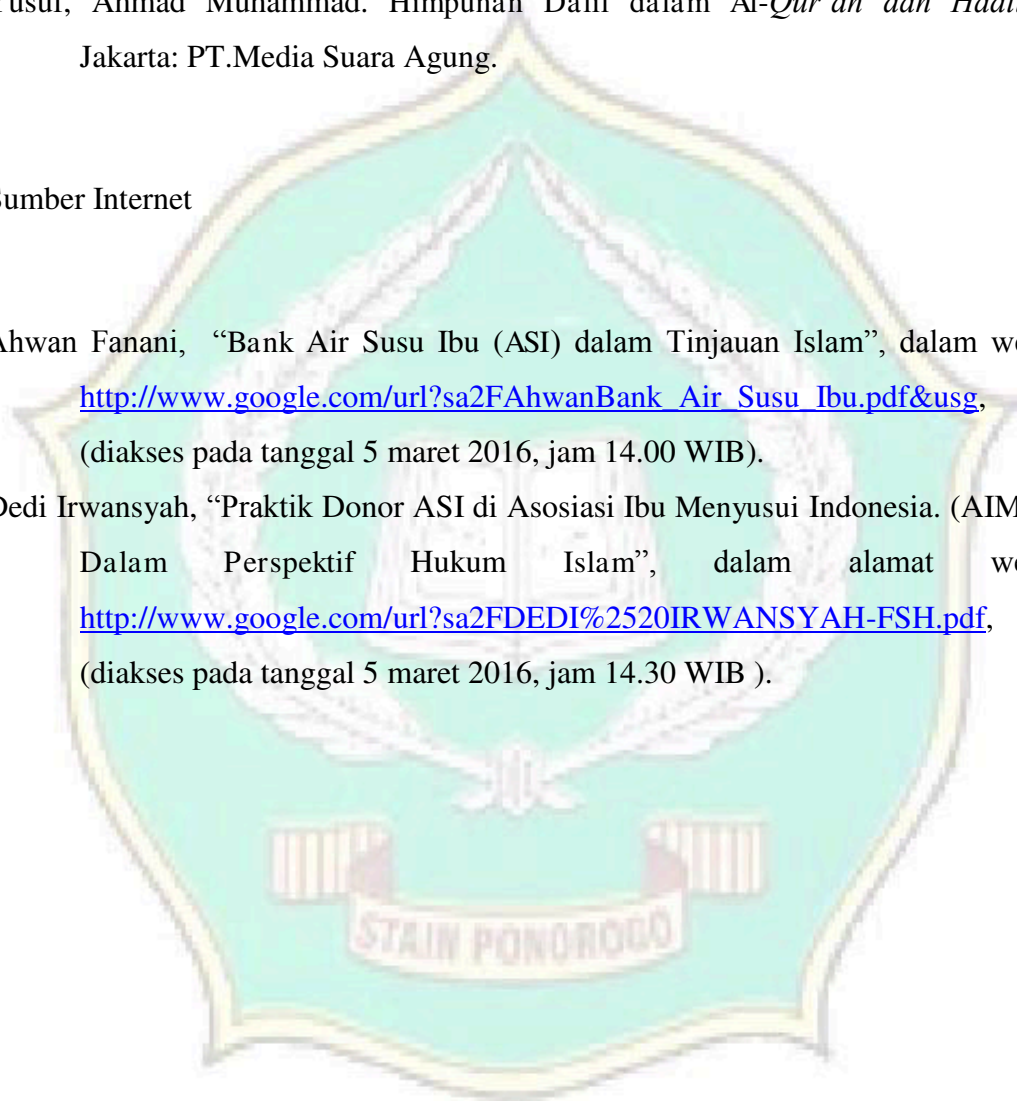 Yusuf, Ahmad Muhammad. Himpunan Dalil dalam Al-Qur'an dan
Jakarta: PT.Media Suara Agung.
Sumber Internet
Ahwan Fanani, “Bank Air Susu Ibu (ASI) dalam Tinjauan Islam”, dalam
http://www.google.com/url?sa2FAhwanBank_Air_Susu_Ibu.pdf&usg,
(diakses pada tanggal 5 maret 2016, jam 14.00 WIB).
Dedi Irwansyah, “Praktik Donor ASI di Asosiasi Ibu Menyusui Indonesia. (AIM
Dalam Perspektif Hukum Islam”, dalam alamat
http://www.google.com/url?sa2FDEDI%2520IRWANSYAH-FSH.pdf,
(diakses pada tanggal 5 maret 2016, jam 14.30 WIB ).
STAIN PONOROGO